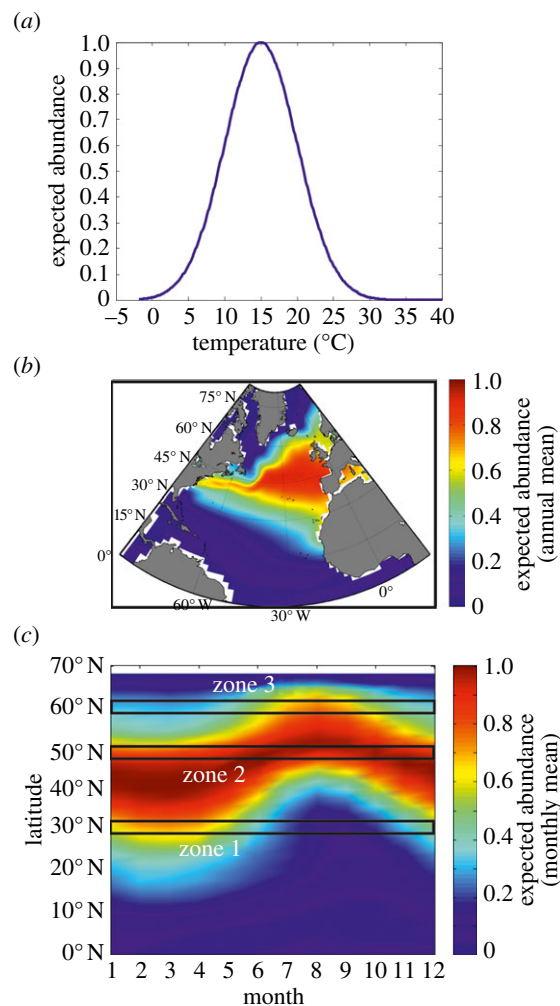 (a)
1.0
0.9
0.8
0.7
0.6
0.5
0.4
0.3
0.2
0.1
0
expected abundance
−5 0 5 10 15 20 25 30 35 40
temperature (°C)
(b)
75° N
60° N
45° N
30° N
15° N
0°
60° W
30° W
0°
1.0
0.8
0.6
0.4
0.2
0
expected abundance
(annual mean)
(c)
70° N
60° N
50° N
40° N
30° N
20° N
10° N
0° N
latitude
zone 3
zone 2
zone 1
1 2 3 4 5 6 7 8 9 10 11 12
month
1.0
0.8
0.6
0.4
0.2
0
expected abundance
(monthly mean)